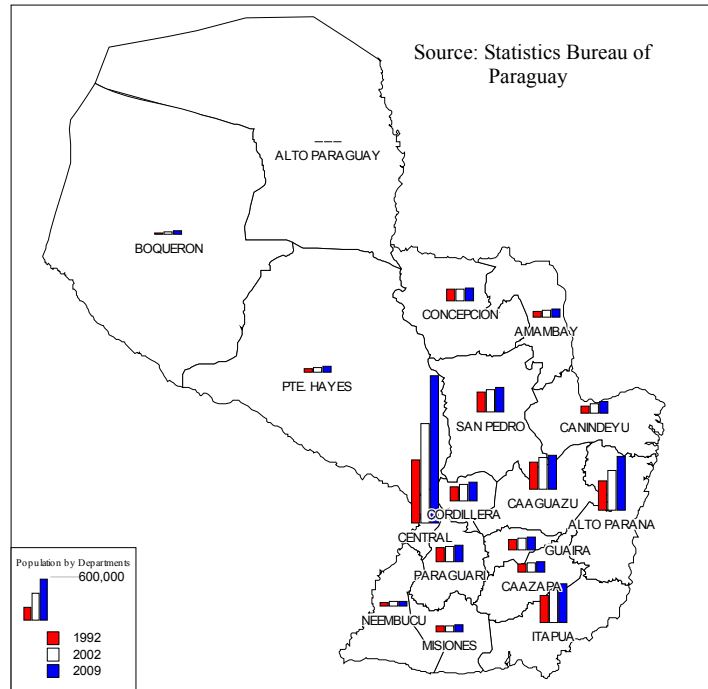 Source: Statistics Bureau of
Paraguay
ALTO PARAGUAY
BOQUERON
CONCEPCION
AMAMBAY
PTE. HAYES
SAN PEDRO
CANINDEYU
CAAGUAZU
CORDILLERA
ALTO PARANA
CENTRAL
GUAIRA
PARAGUARI
CAAZAPA
NEEMBUCU
MISIONES
ITAPUA
Population by Departments
600,000
1992
2002
2009